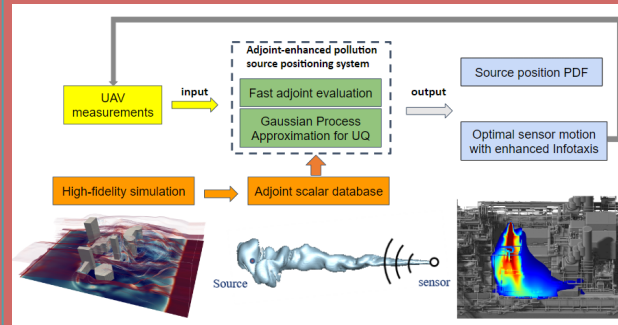 Adjoint-enhanced pollution
source positioning system
UAV
measurements
input
Fast adjoint evaluation
Gaussian Process
Approximation for UQ
output
Source position PDF
Optimal sensor motion
with enhanced Infotaxis
High-fidelity simulation
Adjoint scalar database
Source
sensor